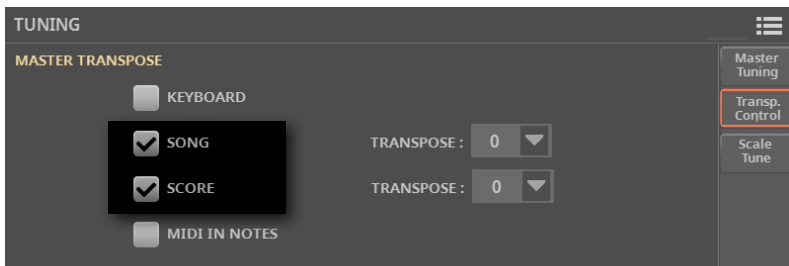 TUNING
MASTER TRANSPOSE
Master
Tuning
KEYBOARD
Transp.
Control
SONG
TRANSPOSE : 0
Scale
Tune
SCORE
TRANSPOSE : 0
MIDI IN NOTES